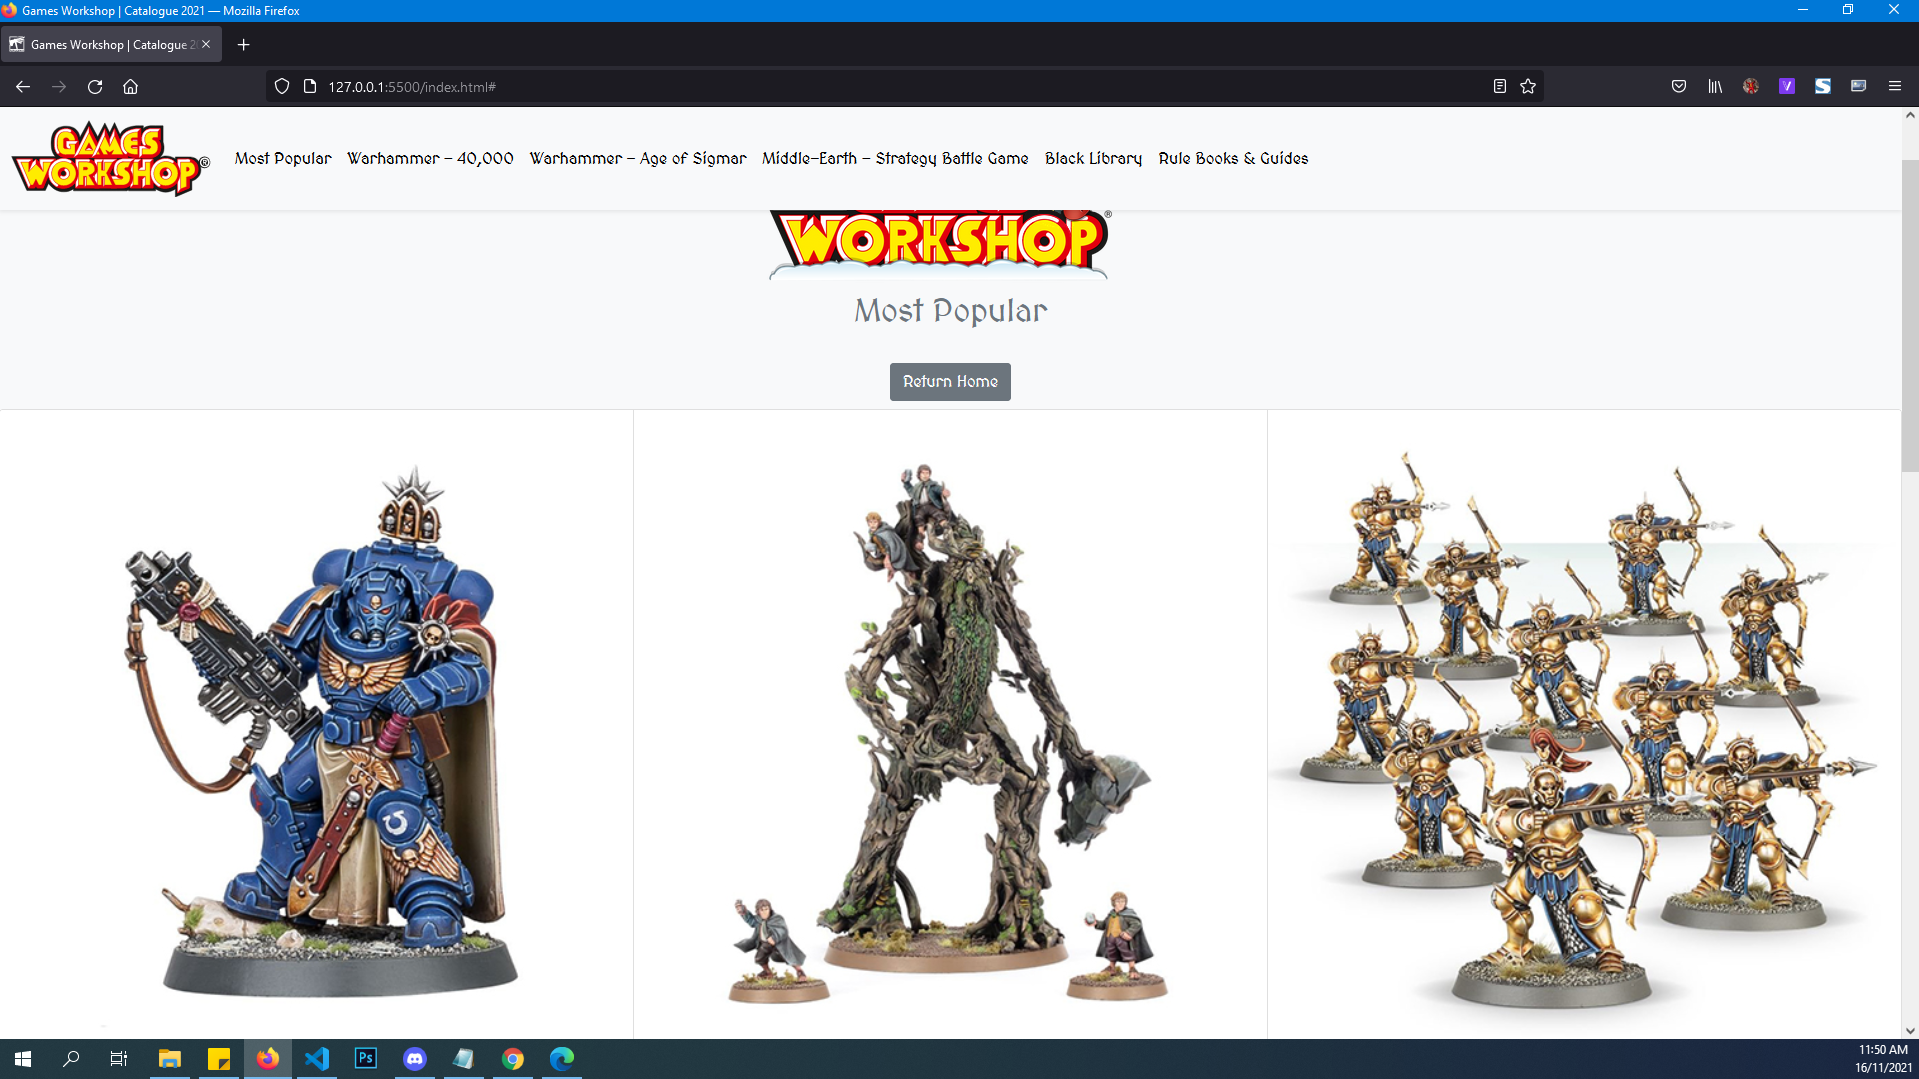 Games Workshop | Catalogue 2021 — Mozilla Firefox
Games Workshop | Catalogue 20
127.0.0.1:5500/index.html#
GAMES
WORKSHOP®
Most Popular Warhammer - 40,000 Warhammer - Age of Sigmar Middle-Earth - Strategy Battle Game Black Library Rule Books & Guides
WORKSHOP®
Most Popular
Return Home
Ps
11:50 AM
16/11/2021